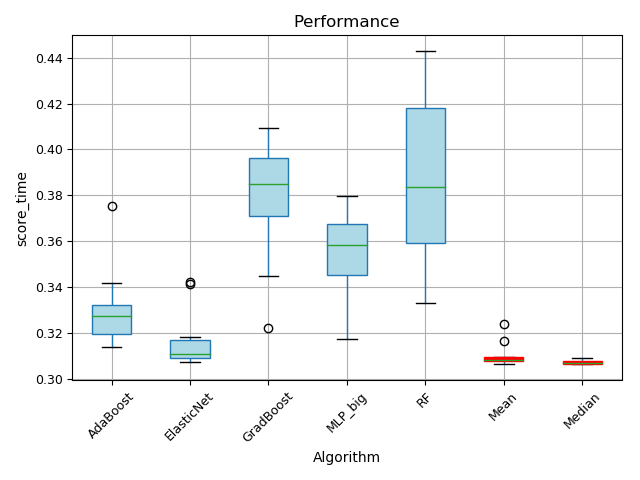 Performance
score_time
0.44
0.42
0.40
0.38
0.36
0.34
0.32
0.30
AdaBoost
ElasticNet
GradBoost
MLP_big
RF
Mean
Median
Algorithm